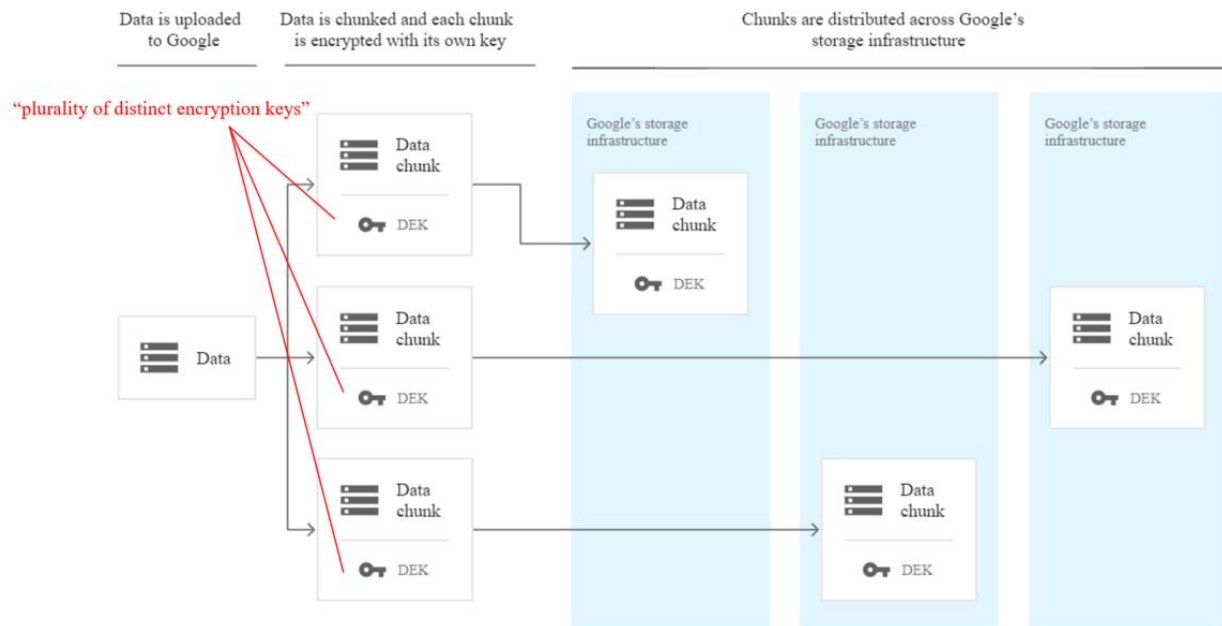 Data is uploaded
to Google
Data is chunked and each chunk
is encrypted with its own key
Chunks are distributed across Google’s
storage infrastructure
“plurality of distinct encryption keys”
Google’s storage
infrastructure
Google’s storage
infrastructure
Google’s storage
infrastructure
Data
chunk
DEK
Data
chunk
DEK
Data
Data
chunk
DEK
Data
chunk
DEK
Data
chunk
DEK
Data
chunk
DEK